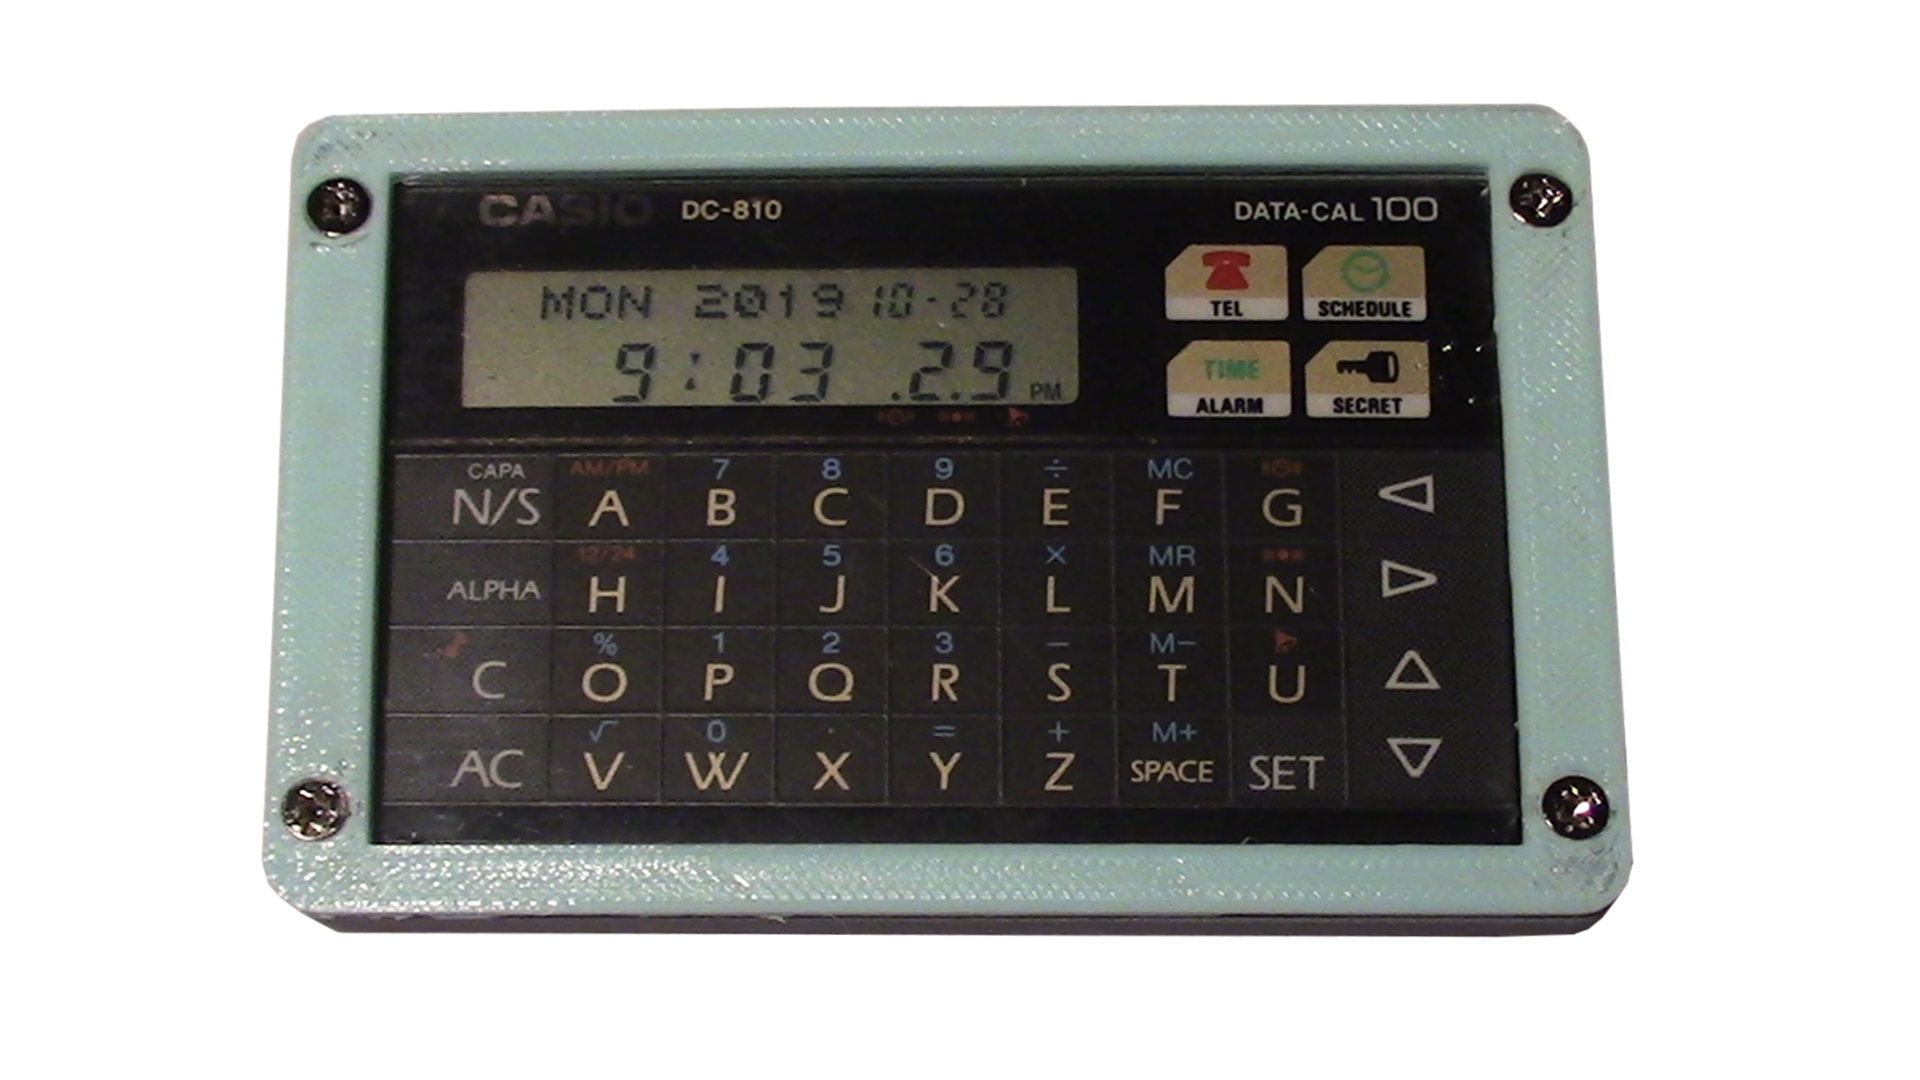 CASIO DC-810 DATA-CAL 100
MON 2019 10-28
9:03 .2.9 PM
TEL SCHEDULE
TIME
ALARM SECRET
CAPA AM/PM 7 8 9 ÷ MC
N/S A B C D E F G
12/24 4 5 6 × MR
ALPHA H I J K L M N
% 1 2 3 − M−
C O P Q R S T U
√ 0 · = + M+
AC V W X Y Z SPACE SET